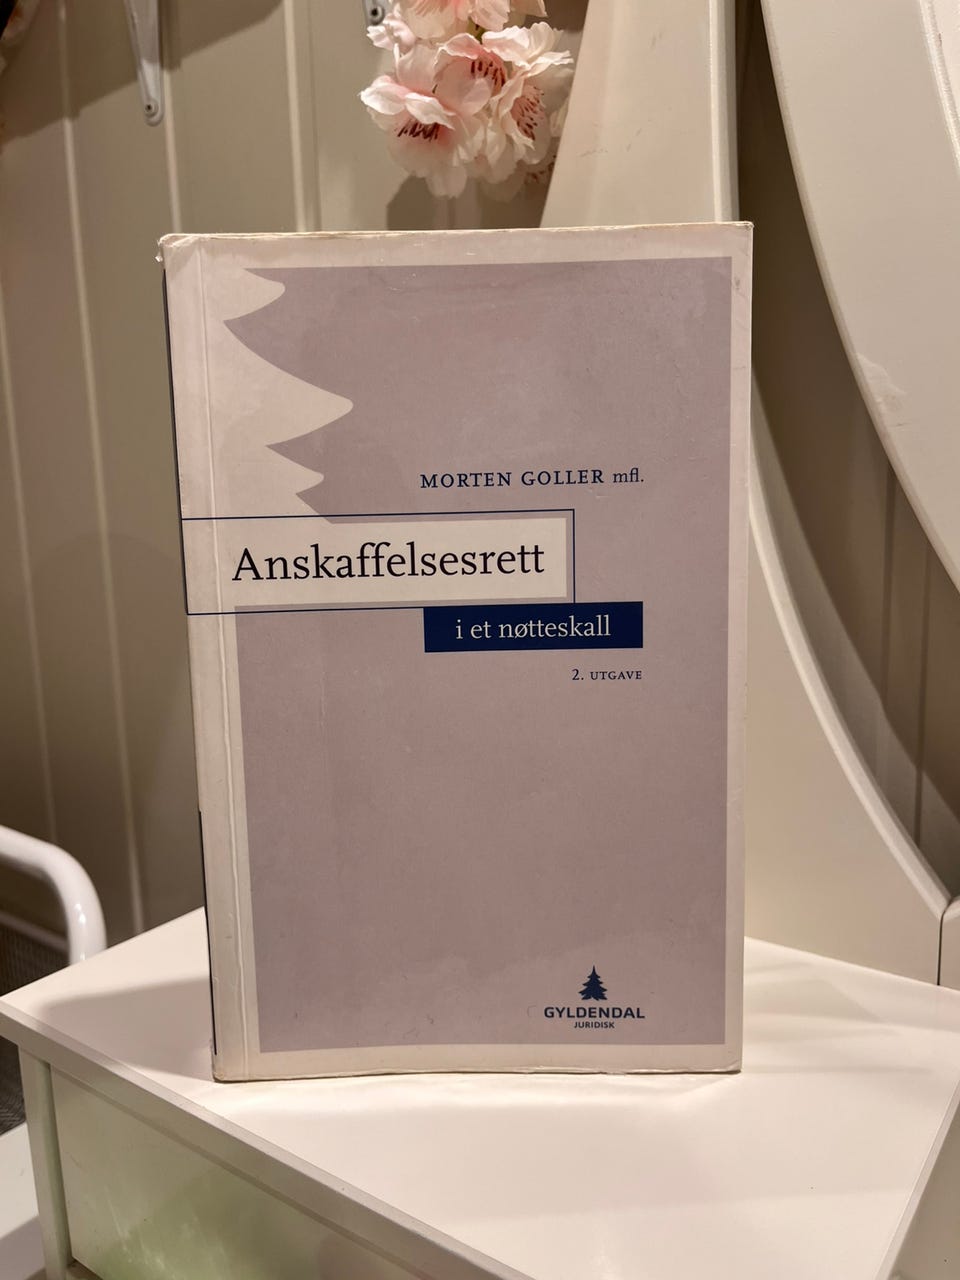 MORTEN GOLLER mfl.
Anskaffelsesrett
i et nøtteskall
2. UTGAVE
GYLDENDAL
JURIDISK